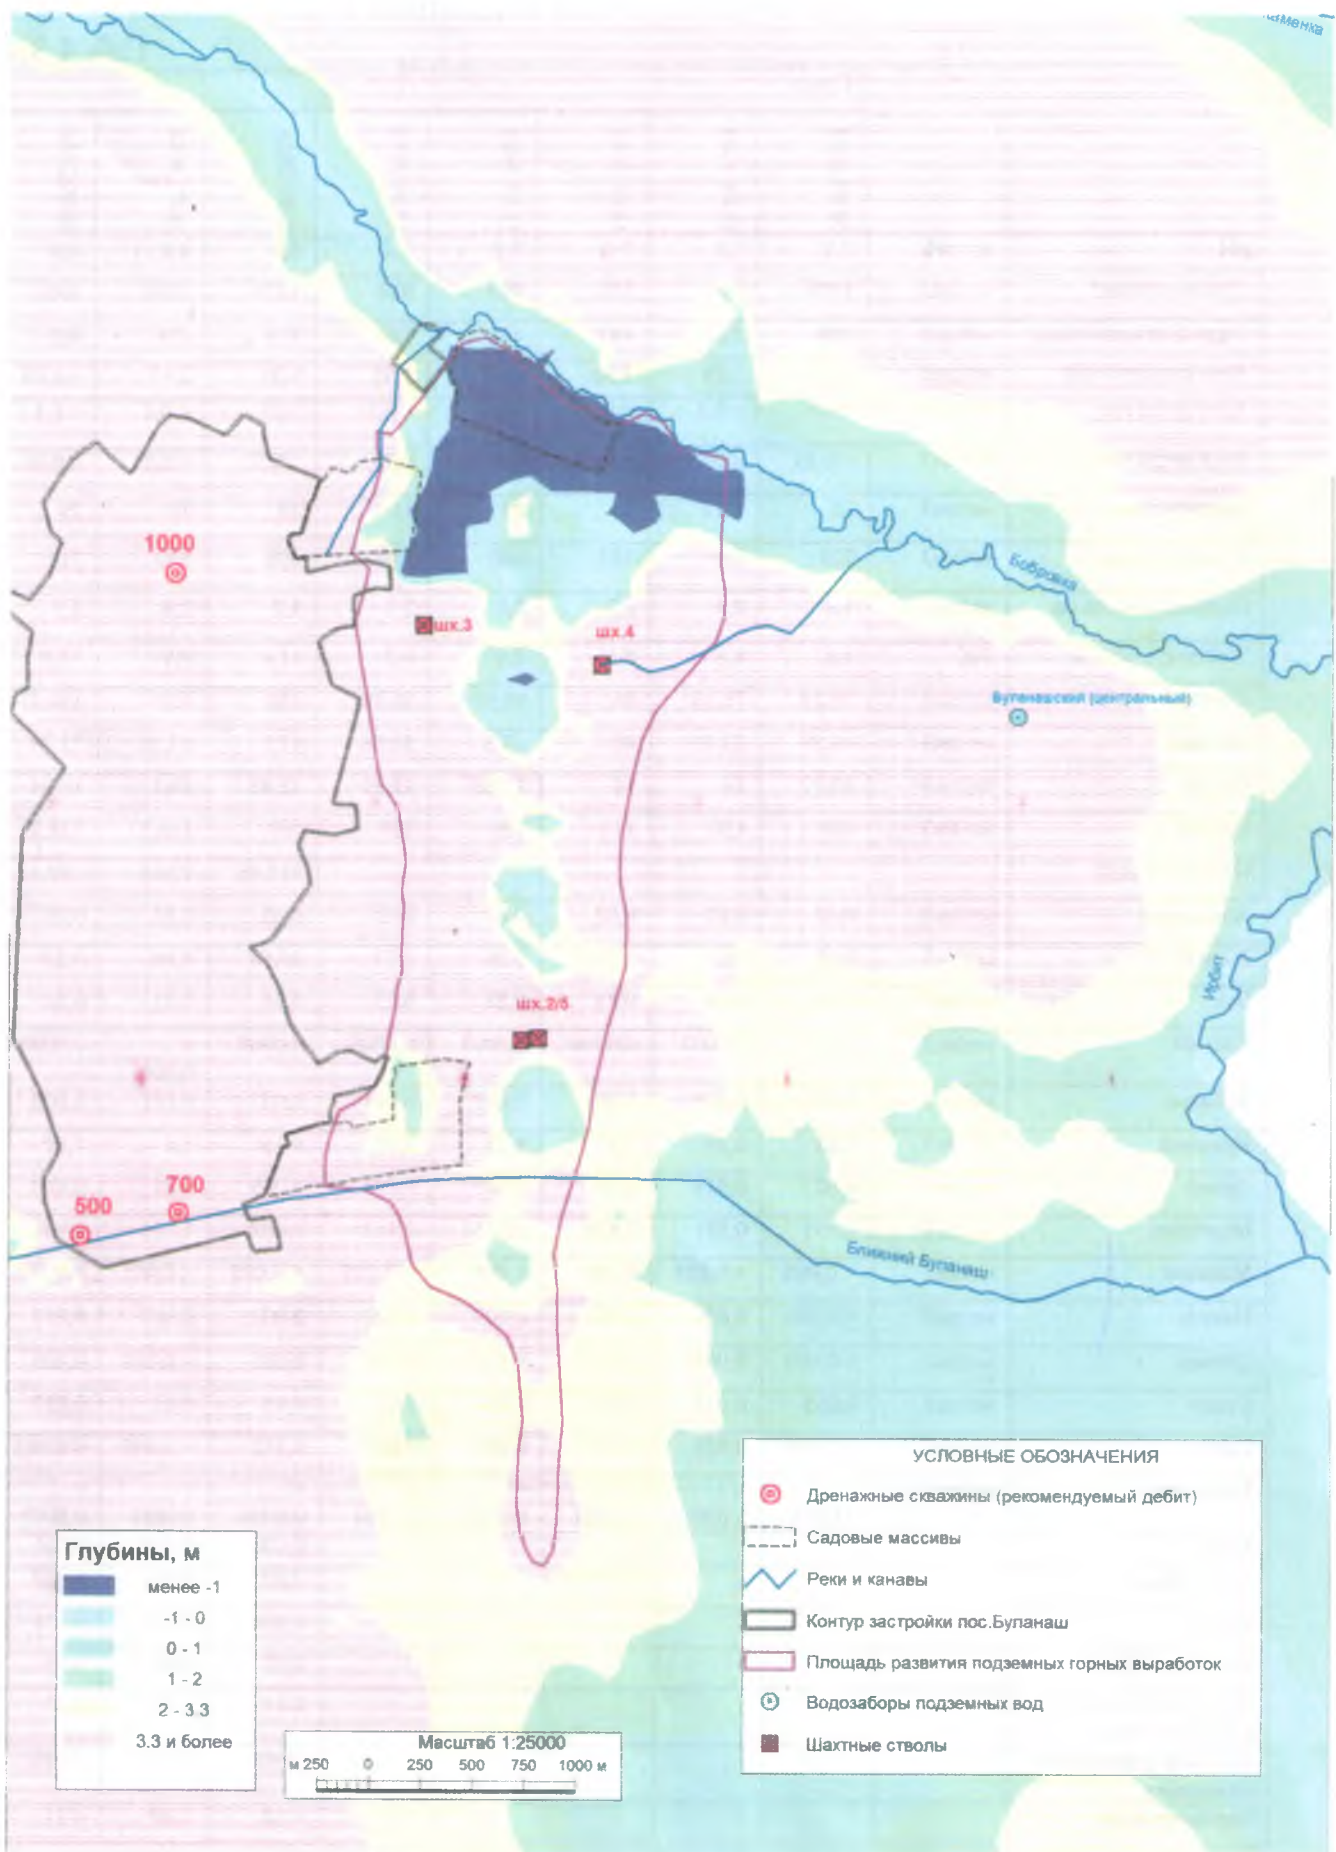 Каменка
1000
шх.3
шх.4
Бобровка
Буланашский (центральный)
Ирбит
шх.2/5
700
500
Ближний Буланаш
УСЛОВНЫЕ ОБОЗНАЧЕНИЯ
Дренажные скважины (рекомендуемый дебит)
Садовые массивы
Реки и канавы
Контур застройки пос.Буланаш
Площадь развития подземных горных выработок
Водозаборы подземных вод
Шахтные стволы
Глубины, м
менее -1
-1 - 0
0 - 1
1 - 2
2 - 3.3
3.3 и более
Масштаб 1:25000
м 250 0 250 500 750 1000 м